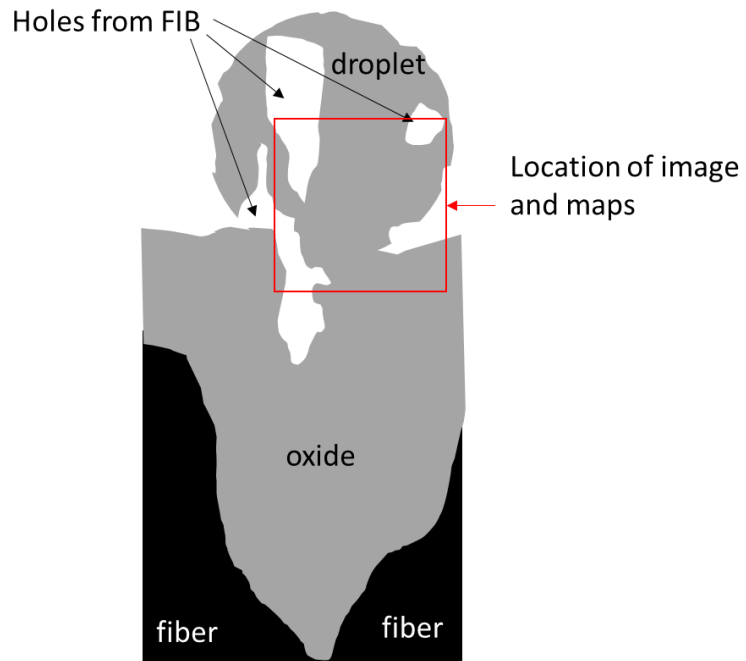 Holes from FIB
droplet
Location of image
and maps
oxide
fiber
fiber